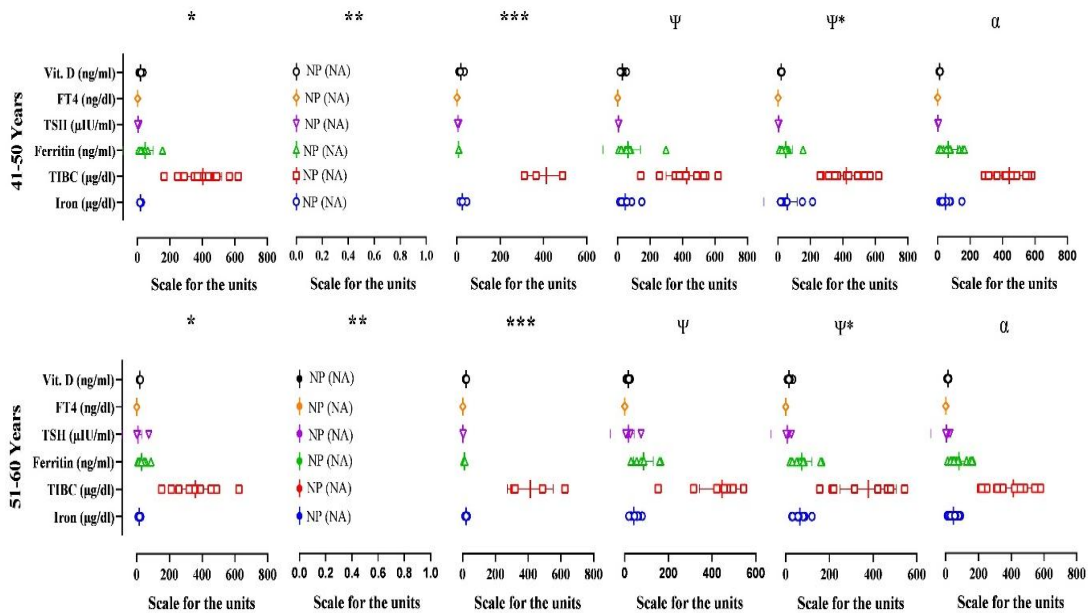 * ** *** Ψ Ψ* α
41-50 Years
Vit. D (ng/ml) NP (NA)
FT4 (ng/dl) NP (NA)
TSH (µIU/ml) NP (NA)
Ferritin (ng/ml) NP (NA)
TIBC (µg/dl) NP (NA)
Iron (µg/dl) NP (NA)
0 200 400 600 800 0.0 0.2 0.4 0.6 0.8 1.0 0 200 400 600 0 200 400 600 800 0 200 400 600 800 0 200 400 600 800
Scale for the units Scale for the units Scale for the units Scale for the units Scale for the units Scale for the units
* ** *** Ψ Ψ* α
51-60 Years
Vit. D (ng/ml) NP (NA)
FT4 (ng/dl) NP (NA)
TSH (µIU/ml) NP (NA)
Ferritin (ng/ml) NP (NA)
TIBC (µg/dl) NP (NA)
Iron (µg/dl) NP (NA)
0 200 400 600 800 0.0 0.2 0.4 0.6 0.8 1.0 0 200 400 600 800 0 200 400 600 0 200 400 600 800 0 200 400 600 800
Scale for the units Scale for the units Scale for the units Scale for the units Scale for the units Scale for the units